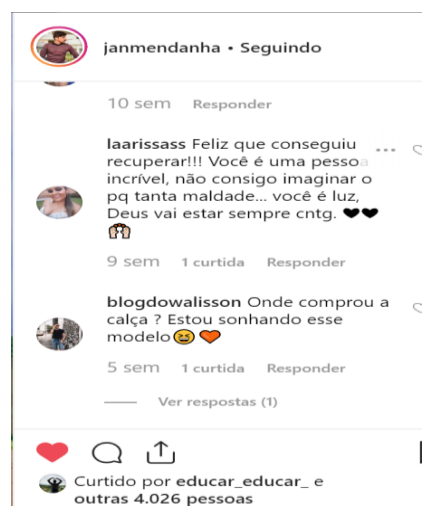 janmendanha • Seguindo
10 sem Responder
laarissass Feliz que conseguiu
recuperar!!! Você é uma pessoa
incrível, não consigo imaginar o
pq tanta maldade... você é luz,
Deus vai estar sempre cntg. 🖤🖤
🙌
9 sem 1 curtida Responder
blogdowalisson Onde comprou a
calça ? Estou sonhando esse
modelo😆🧡
5 sem 1 curtida Responder
Ver respostas (1)
Curtido por educar_educar_ e
outras 4.026 pessoas